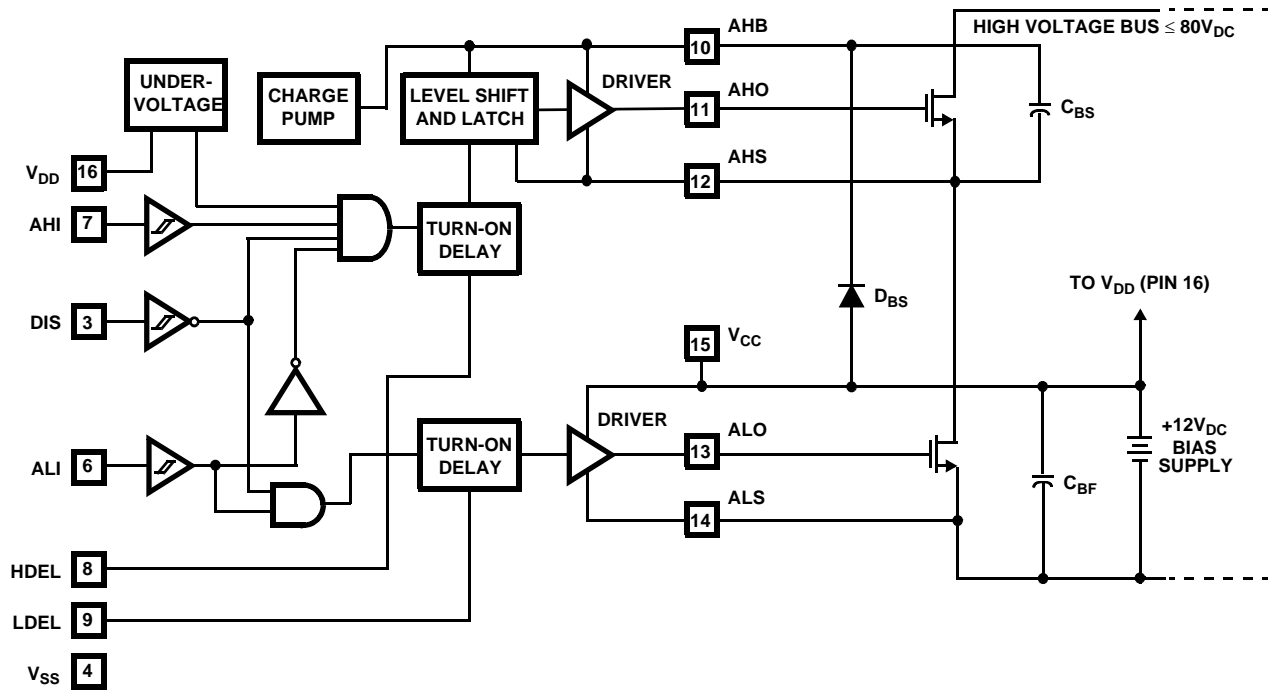 AHB
10
HIGH VOLTAGE BUS ≤ 80VDC
UNDER-
VOLTAGE
CHARGE
PUMP
LEVEL SHIFT
AND LATCH
DRIVER
AHO
11
CBS
AHS
12
VDD 16
AHI 7
TURN-ON
DELAY
DIS 3
DBS
TO VDD (PIN 16)
VCC
15
DRIVER
TURN-ON
DELAY
ALO
13
ALI 6
+12VDC
BIAS
SUPPLY
CBF
ALS
14
HDEL 8
LDEL 9
VSS 4